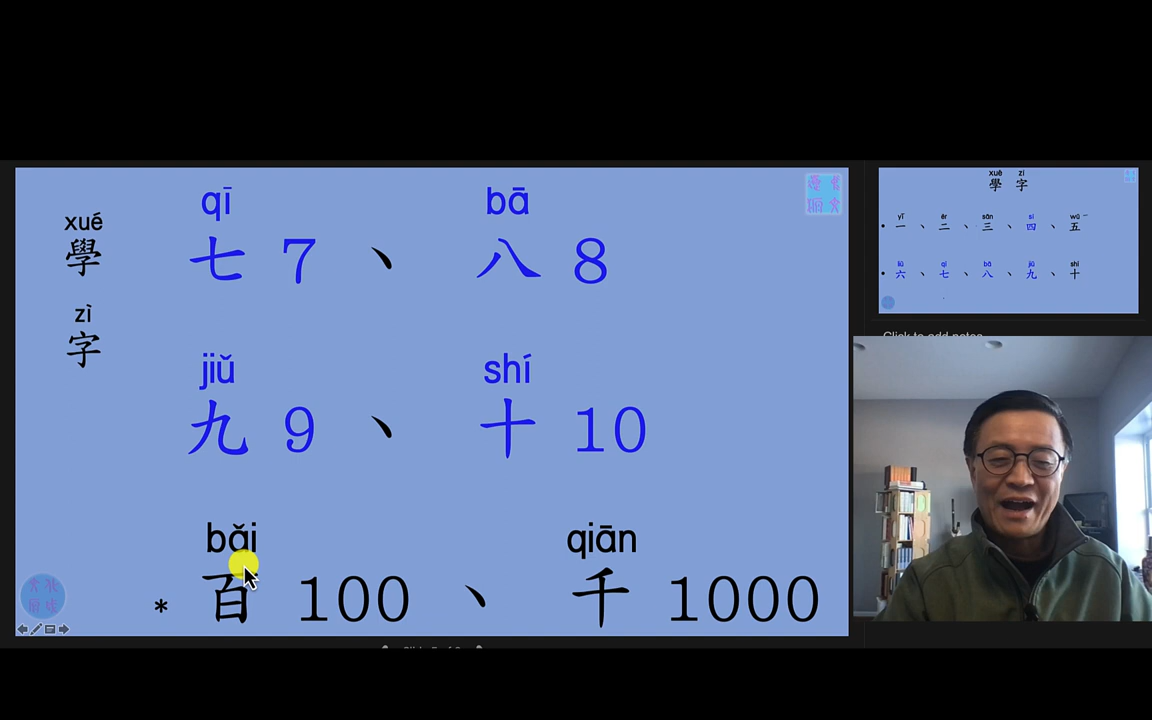 xué
學
zì
字
qī bā
七 7 、 八 8
jiǔ shí
九 9 、 十 10
bǎi qiān
* 百 100 、 千 1000
xué zì
學 字
yī èr sān sì wǔ
• 一 、 二 、 三 、 四 、 五
liù qī bā jiǔ shí
• 六 、 七 、 八 、 九 、 十
Click to add notes